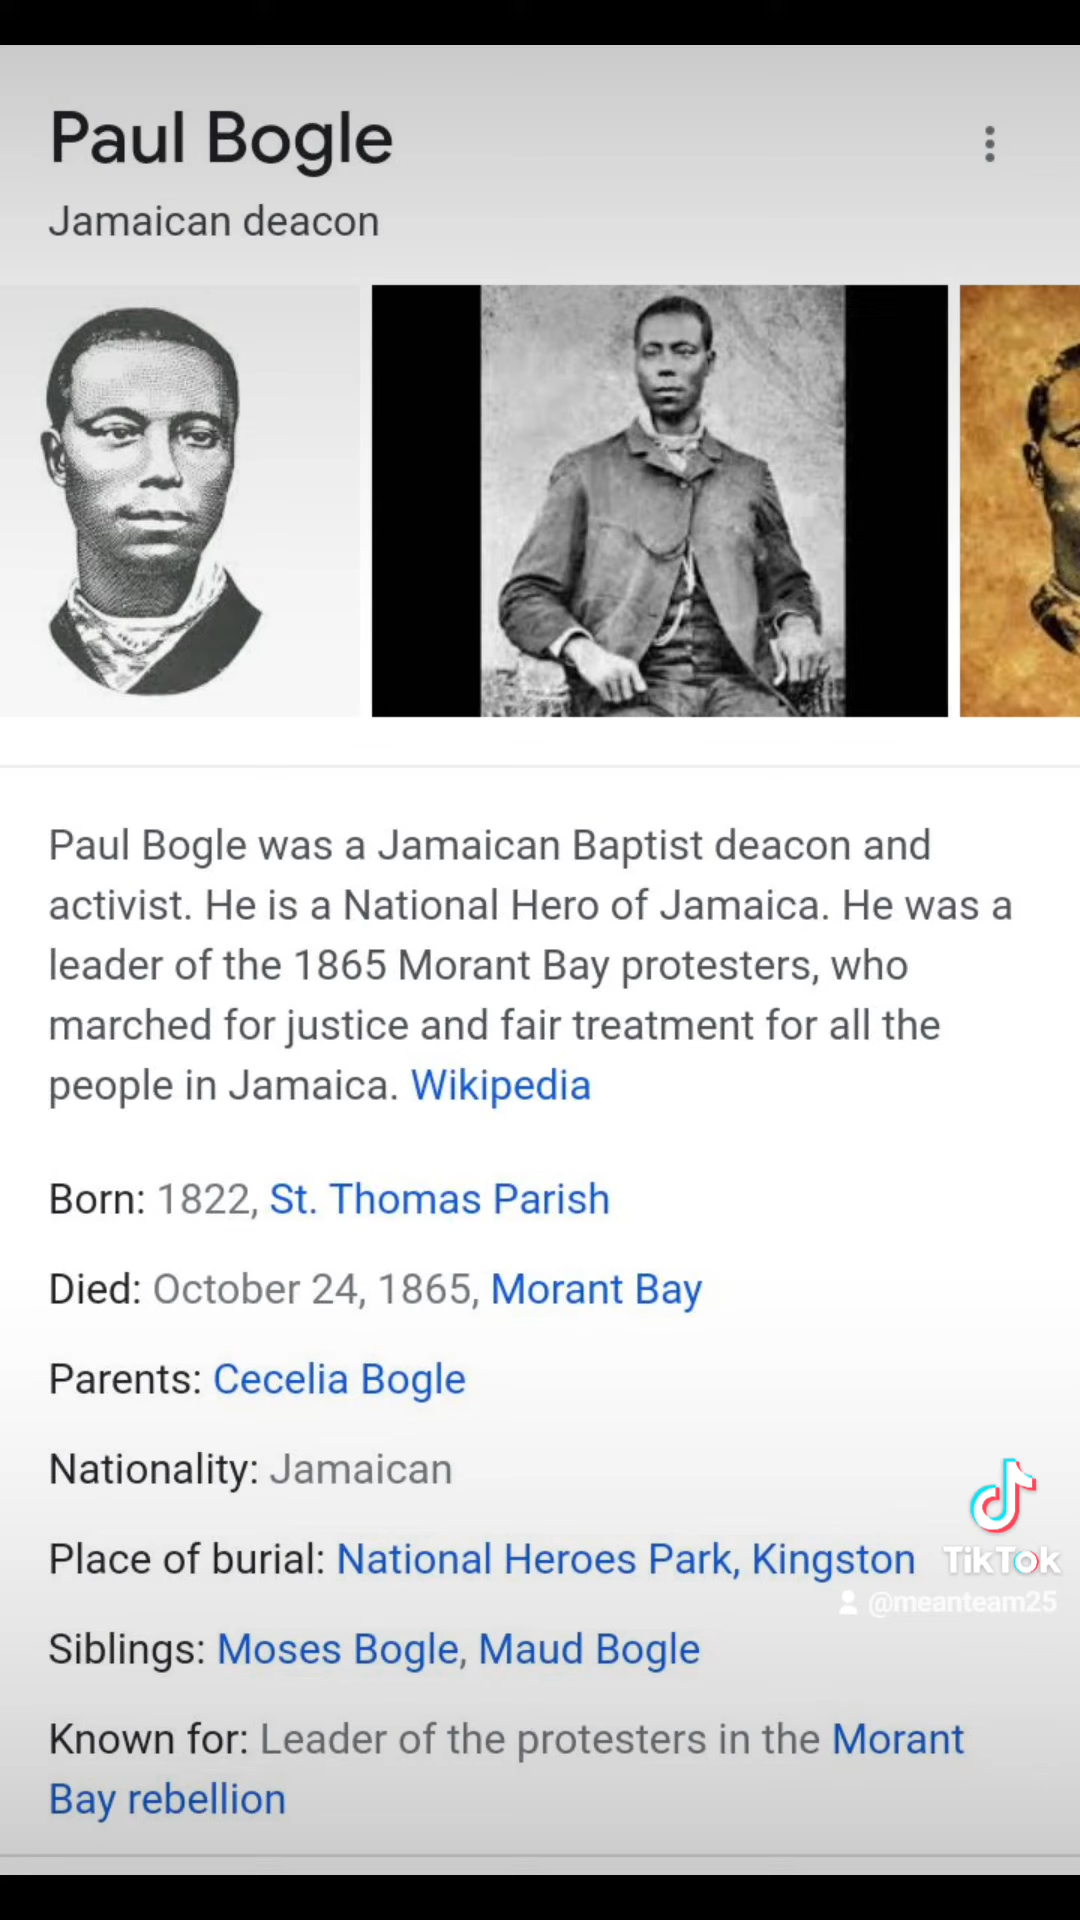 Paul Bogle
Jamaican deacon
Paul Bogle was a Jamaican Baptist deacon and
activist. He is a National Hero of Jamaica. He was a
leader of the 1865 Morant Bay protesters, who
marched for justice and fair treatment for all the
people in Jamaica. Wikipedia
Born: 1822, St. Thomas Parish
Died: October 24, 1865, Morant Bay
Parents: Cecelia Bogle
Nationality: Jamaican
Place of burial: National Heroes Park, Kingston
TikTok
@meanteam25
Siblings: Moses Bogle, Maud Bogle
Known for: Leader of the protesters in the Morant
Bay rebellion